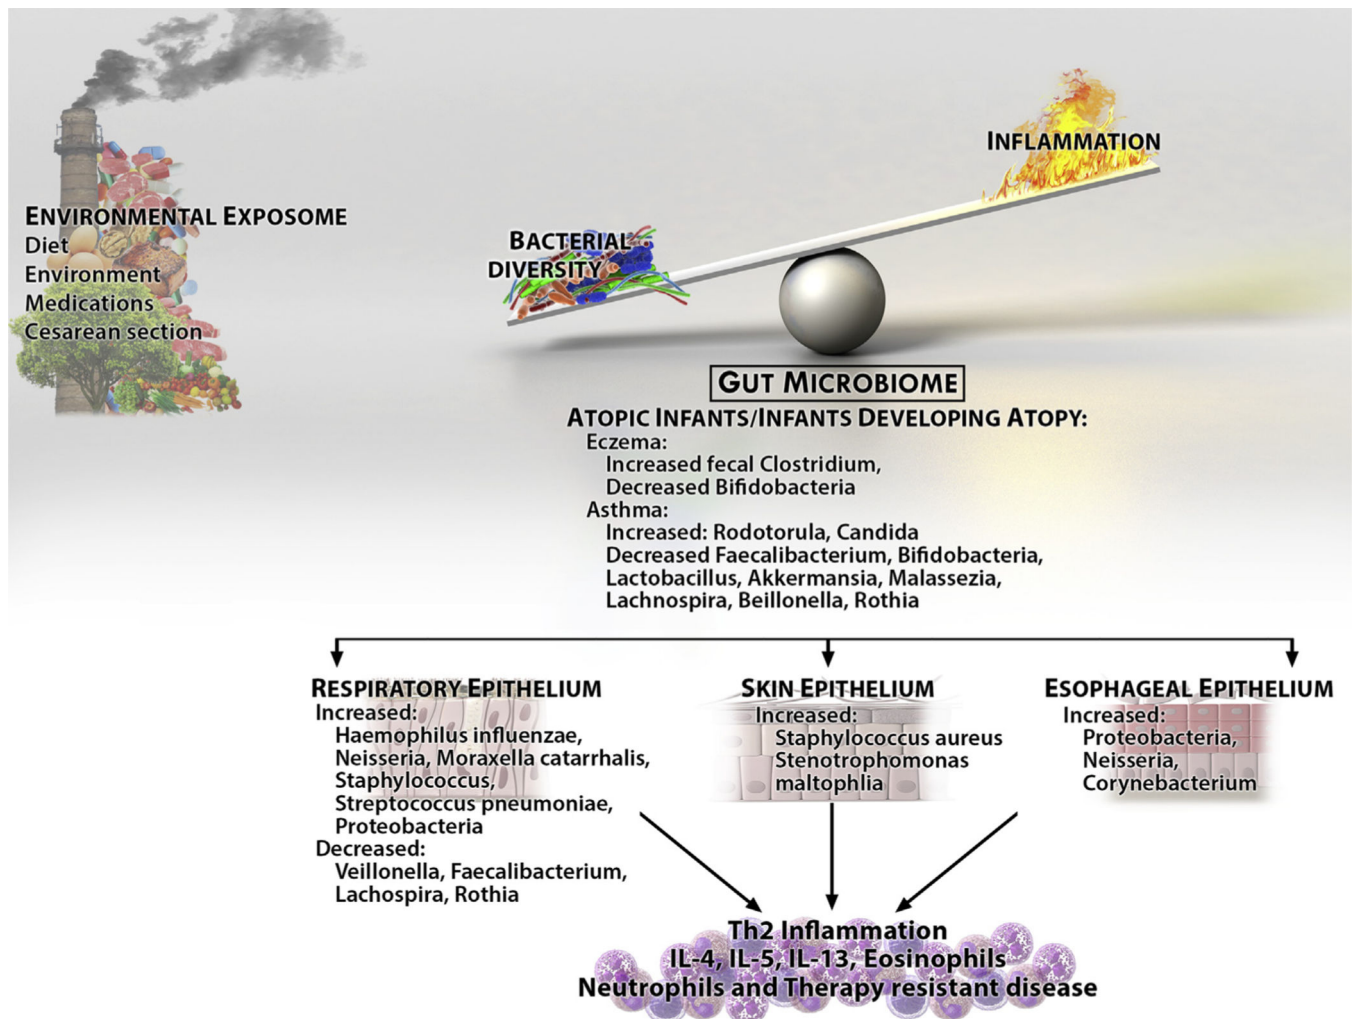 ENVIRONMENTAL EXPOSOME
Diet
Environment
Medications
Cesarean section
BACTERIAL
DIVERSITY
INFLAMMATION
GUT MICROBIOME
ATOPIC INFANTS/INFANTS DEVELOPING ATOPY:
Eczema:
Increased fecal Clostridium,
Decreased Bifidobacteria
Asthma:
Increased: Rodotorula, Candida
Decreased Faecalibacterium, Bifidobacteria,
Lactobacillus, Akkermansia, Malassezia,
Lachnospira, Beillonella, Rothia
RESPIRATORY EPITHELIUM
Increased:
Haemophilus influenzae,
Neisseria, Moraxella catarrhalis,
Staphylococcus,
Streptococcus pneumoniae,
Proteobacteria
Decreased:
Veillonella, Faecalibacterium,
Lachospira, Rothia
SKIN EPITHELIUM
Increased:
Staphylococcus aureus
Stenotrophomonas
maltophlia
ESOPHAGEAL EPITHELIUM
Increased:
Proteobacteria,
Neisseria,
Corynebacterium
Th2 Inflammation
IL-4, IL-5, IL-13, Eosinophils
Neutrophils and Therapy resistant disease